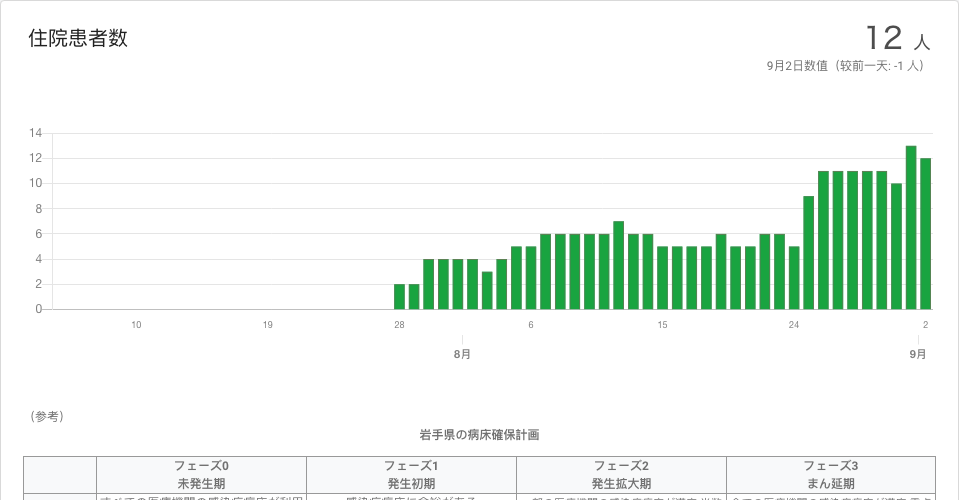 住院患者数
12 人
9月2日数值（较前一天: -1 人）
14
12
10
8
6
4
2
0
10 19 28 6 15 24 2
8月 9月
(参考)
岩手県の病床確保計画
フェーズ0 フェーズ1 フェーズ2 フェーズ3
未発生期 発生初期 発生拡大期 まん延期